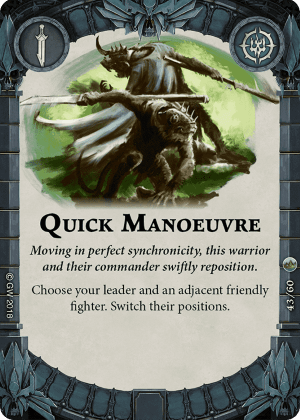 QUICK MANOEUVRE
Moving in perfect synchronicity, this warrior
and their commander swiftly reposition.
Choose your leader and an adjacent friendly
fighter. Switch their positions.
© GW 2018
43/60